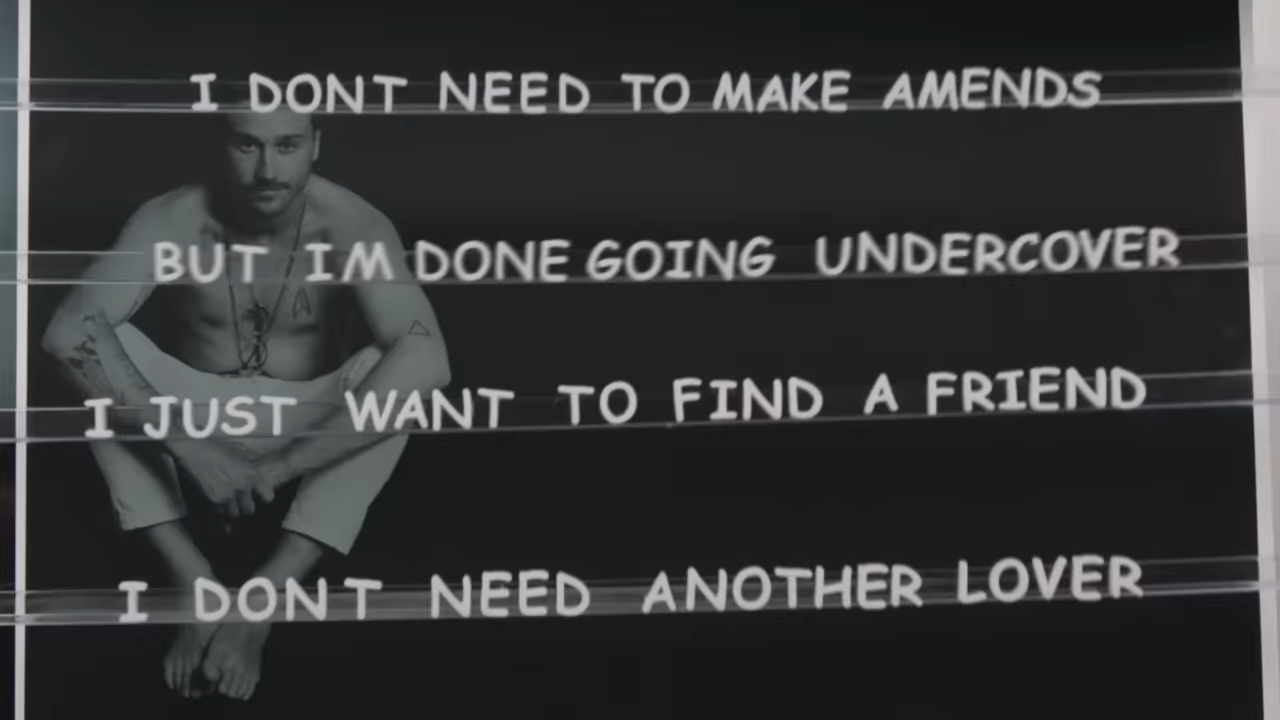 I DONT NEED TO MAKE AMENDS
BUT IM DONE GOING UNDERCOVER
I JUST WANT TO FIND A FRIEND
I DONT NEED ANOTHER LOVER